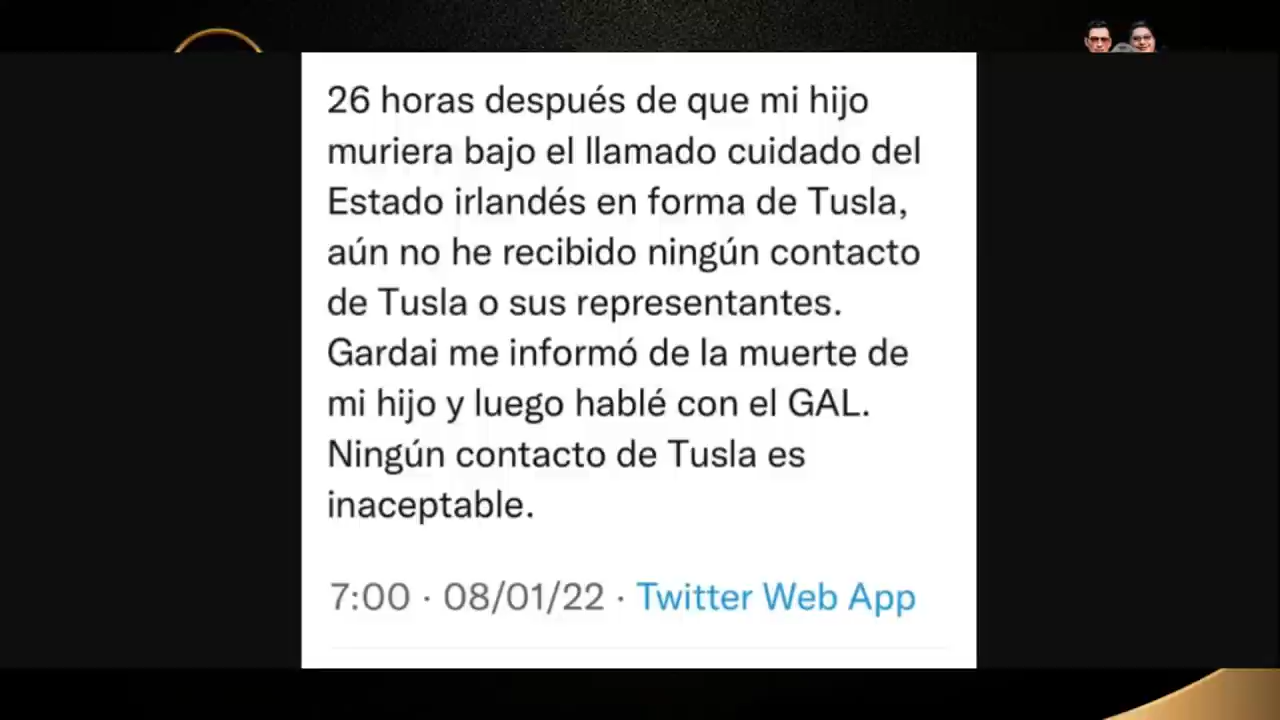 26 horas después de que mi hijo
muriera bajo el llamado cuidado del
Estado irlandés en forma de Tusla,
aún no he recibido ningún contacto
de Tusla o sus representantes.
Gardai me informó de la muerte de
mi hijo y luego hablé con el GAL.
Ningún contacto de Tusla es
inaceptable.
7:00 · 08/01/22 · Twitter Web App